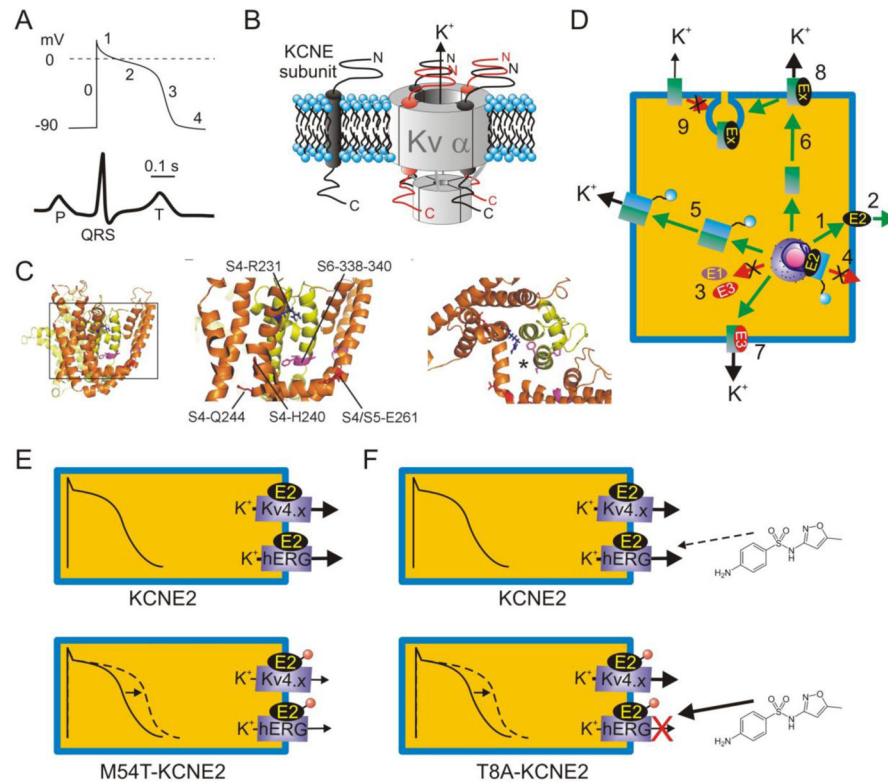 A
mV
0
-90
0
1
2
3
4
0.1 s
P
QRS
T
B
KCNE
subunit
K+
N
N
N
Kv α
C
C
C
C
S4-R231
S6-338-340
S4-Q244
S4-H240
S4/S5-E261
*
D
K+
K+
8
Ex
9
Ex
6
K+
5
1
E2
2
E2
4
E1
3
E3
E3
7
K+
E
E2
K+ Kv4.x
E2
K+ hERG
KCNE2
E2
K+ Kv4.x
E2
K+ hERG
M54T-KCNE2
F
E2
K+ Kv4.x
E2
K+ hERG
KCNE2
O O
S
N
H
O
N
H2N
E2
K+ Kv4.x
E2
K+ hERG X
T8A-KCNE2
O O
S
N
H
O
N
H2N